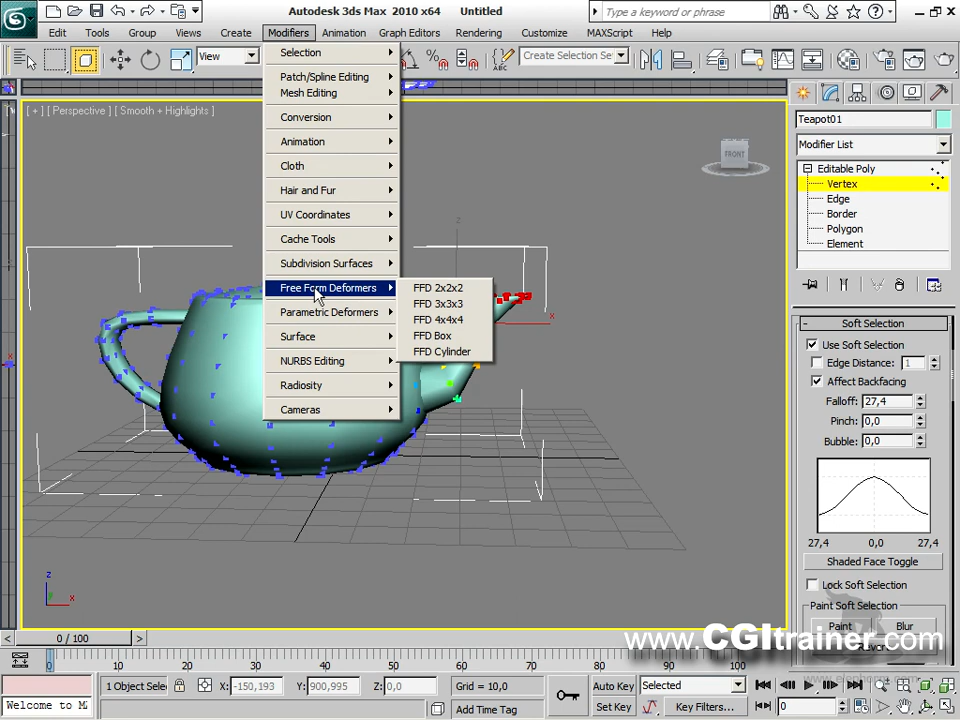 Autodesk 3ds Max 2010 x64 Untitled
Type a keyword or phrase
Edit Tools Group Views Create Modifiers Animation Graph Editors Rendering Customize MAXScript Help
View
Create Selection Se
[ + ] [ Perspective ] [ Smooth + Highlights ]
Selection
Patch/Spline Editing
Mesh Editing
Conversion
Animation
Cloth
Hair and Fur
UV Coordinates
Cache Tools
Subdivision Surfaces
Free Form Deformers
Parametric Deformers
Surface
NURBS Editing
Radiosity
Cameras
FFD 2x2x2
FFD 3x3x3
FFD 4x4x4
FFD Box
FFD Cylinder
FRONT
z
x
z
y
x
Teapot01
Modifier List
Editable Poly
Vertex
Edge
Border
Polygon
Element
- Soft Selection
Use Soft Selection
Edge Distance: 1
Affect Backfacing
Falloff: 27,4
Pinch: 0,0
Bubble: 0,0
27,4 0,0 27,4
Shaded Face Toggle
Lock Soft Selection
Paint Soft Selection
Paint Blur
Revert
www.CGItrainer.com
< 0 / 100 >
0 10 20 30 40 50 60 70 80 90 100
1 Object Selec X: -150,193 Y: 900,995 Z: 0,0 Grid = 10,0 Auto Key Selected
Welcome to M Add Time Tag Set Key Key Filters... 0